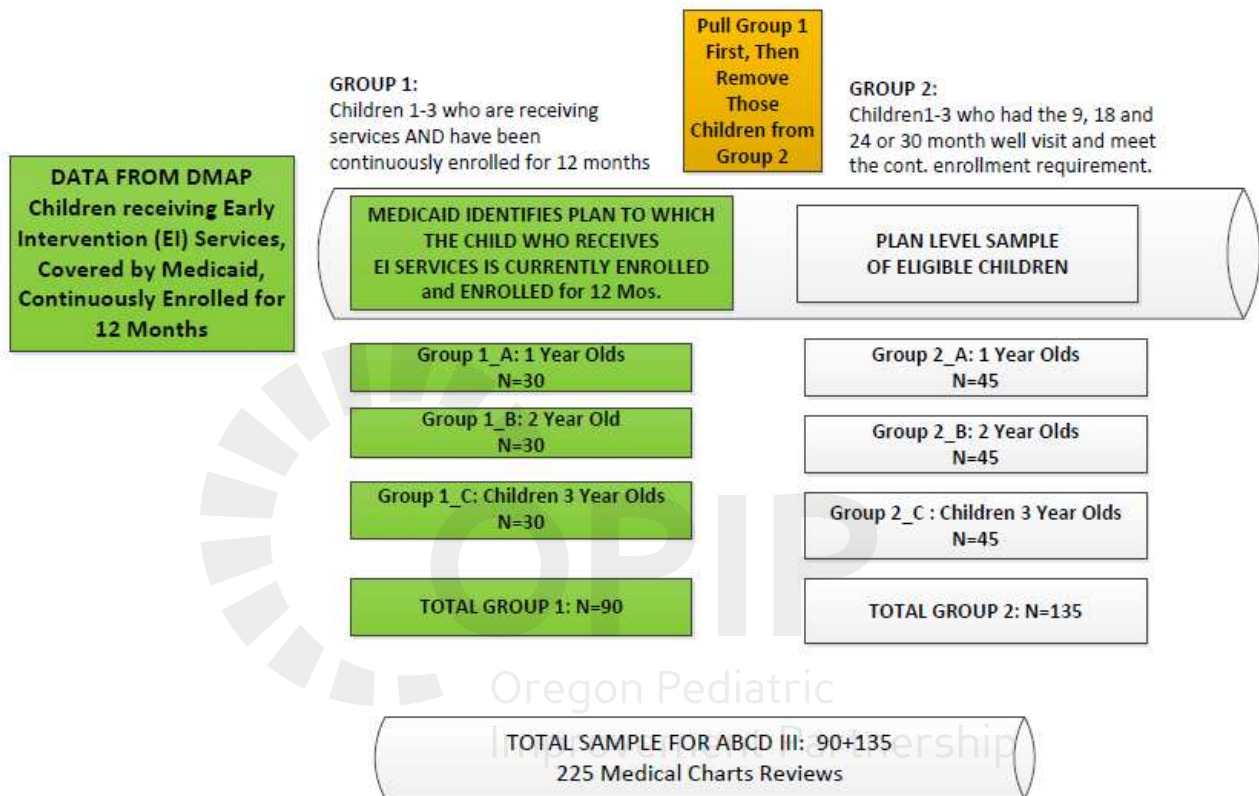 Pull Group 1
First, Then
Remove
Those
Children from
Group 2
GROUP 1:
Children 1-3 who are receiving
services AND have been
continuously enrolled for 12 months
GROUP 2:
Children1-3 who had the 9, 18 and
24 or 30 month well visit and meet
the cont. enrollment requirement.
DATA FROM DMAP
Children receiving Early
Intervention (EI) Services,
Covered by Medicaid,
Continuously Enrolled for
12 Months
MEDICAID IDENTIFIES PLAN TO WHICH
THE CHILD WHO RECEIVES
EI SERVICES IS CURRENTLY ENROLLED
and ENROLLED for 12 Mos.
PLAN LEVEL SAMPLE
OF ELIGIBLE CHILDREN
Group 1_A: 1 Year Olds
N=30
Group 2_A: 1 Year Olds
N=45
Group 1_B: 2 Year Old
N=30
Group 2_B: 2 Year Olds
N=45
Group 1_C: Children 3 Year Olds
N=30
Group 2_C : Children 3 Year Olds
N=45
TOTAL GROUP 1: N=90
TOTAL GROUP 2: N=135
OPIP
Oregon Pediatric
Improvement Partnership
TOTAL SAMPLE FOR ABCD III: 90+135
225 Medical Charts Reviews